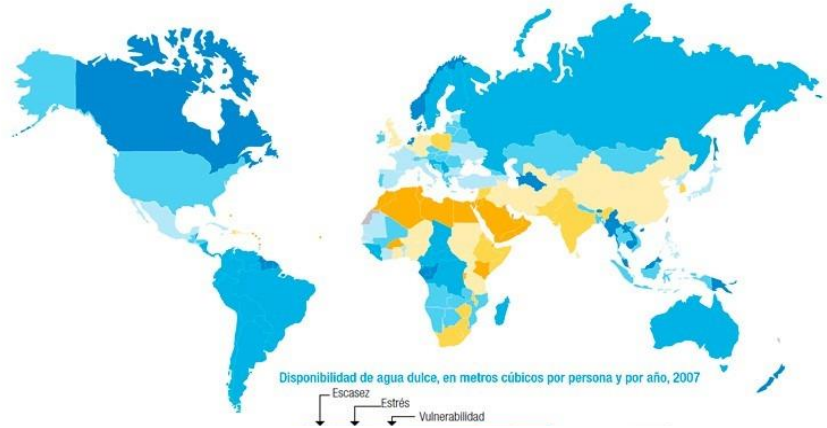 Disponibilidad de agua dulce, en metros cúbicos por persona y por año, 2007
Escasez
Estrés
Vulnerabilidad